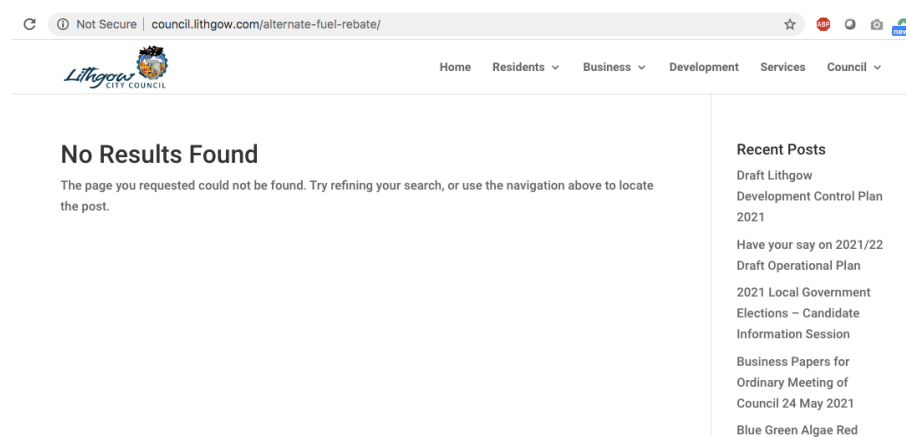 Not Secure | council.lithgow.com/alternate-fuel-rebate/
ABP
new
Lithgow
CITY COUNCIL
Home Residents Business Development Services Council
No Results Found
The page you requested could not be found. Try refining your search, or use the navigation above to locate
the post.
Recent Posts
Draft Lithgow
Development Control Plan
2021
Have your say on 2021/22
Draft Operational Plan
2021 Local Government
Elections – Candidate
Information Session
Business Papers for
Ordinary Meeting of
Council 24 May 2021
Blue Green Algae Red